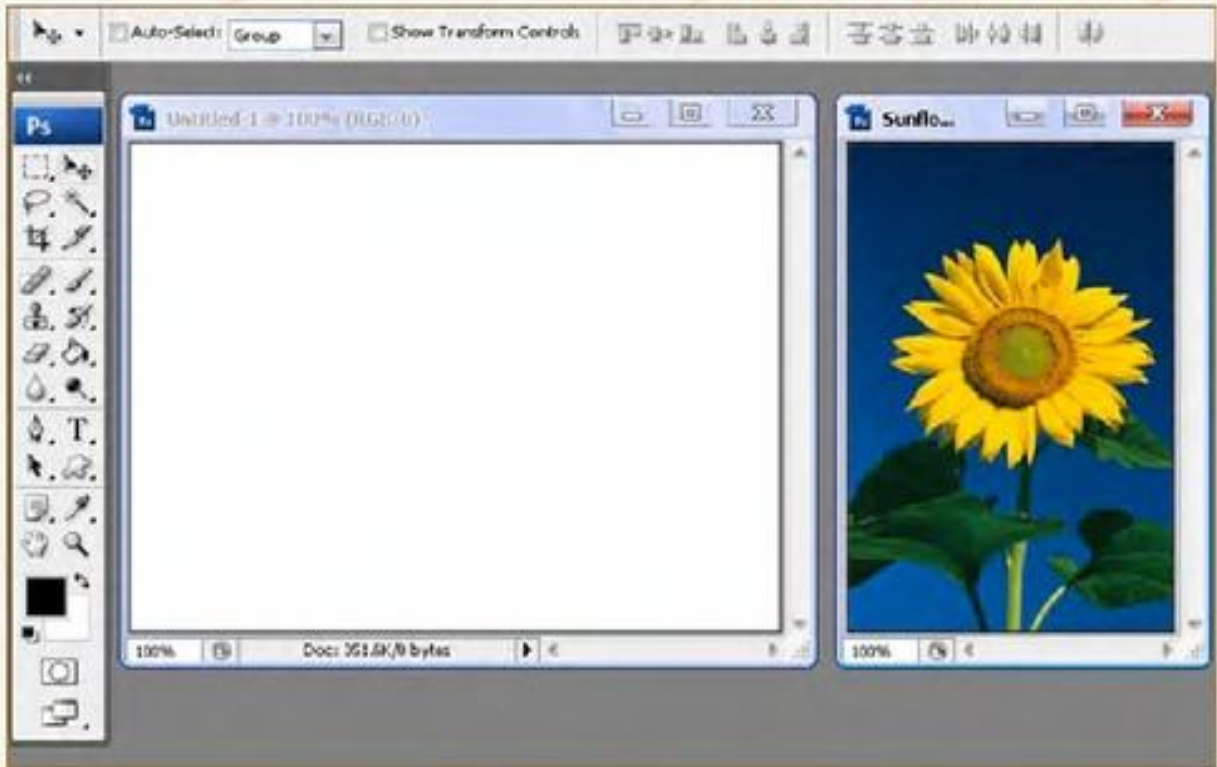 Auto-Select: Group Show Transform Controls
Ps
Untitled 1 @ 100% (RGB/8)
Sunflo...
T
100% Doc: 351.6K/0 bytes
100%